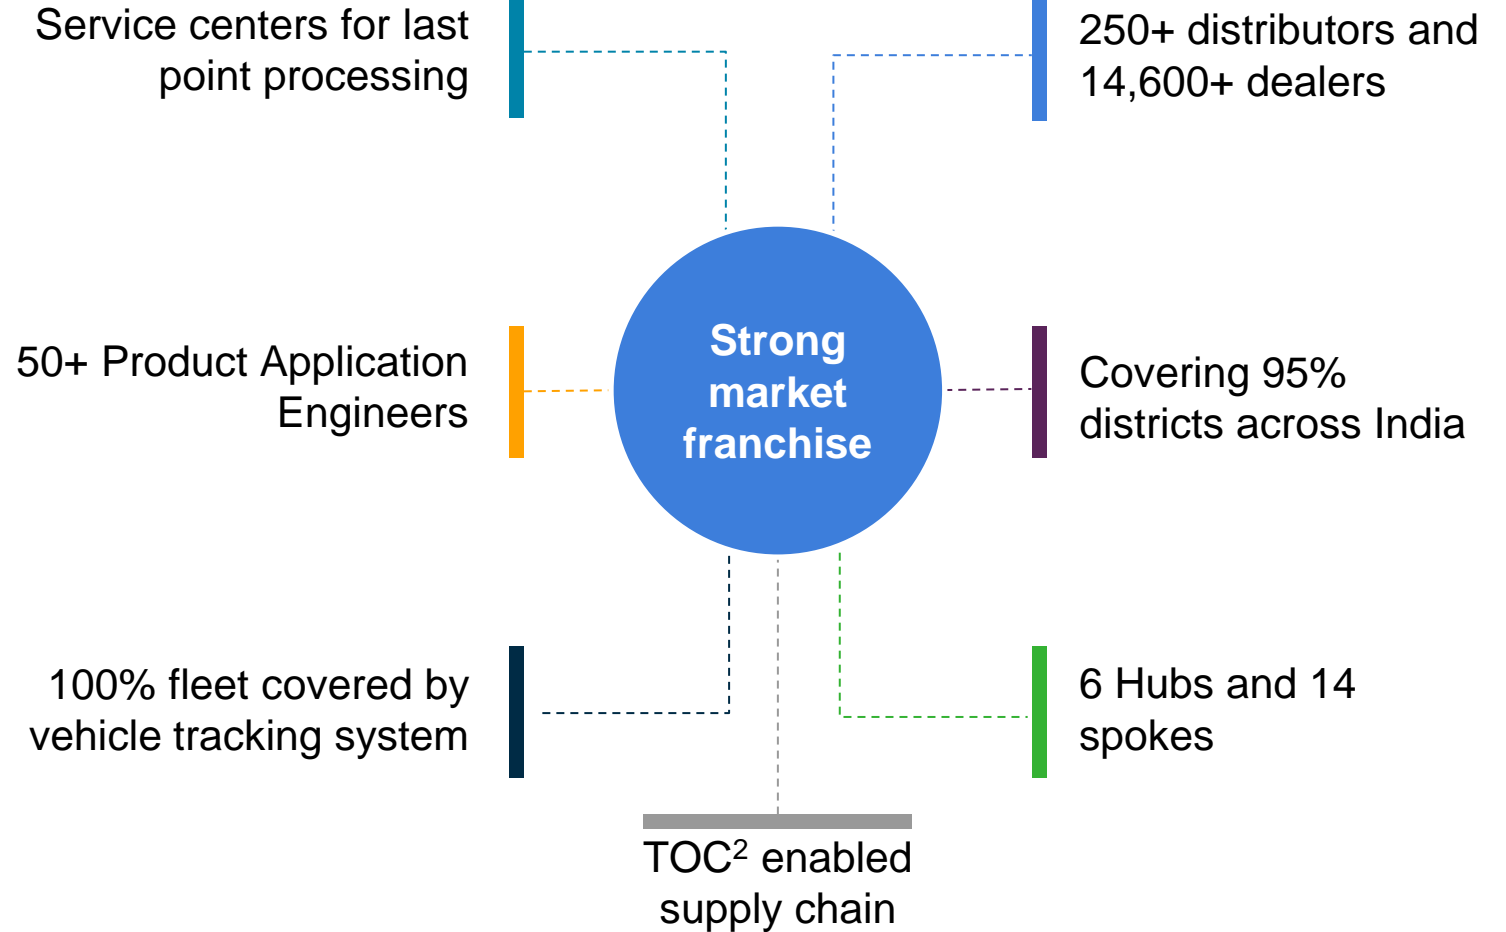 Service centers for last
point processing
250+ distributors and
14,600+ dealers
50+ Product Application
Engineers
Strong
market
franchise
Covering 95%
districts across India
100% fleet covered by
vehicle tracking system
6 Hubs and 14
spokes
TOC² enabled
supply chain